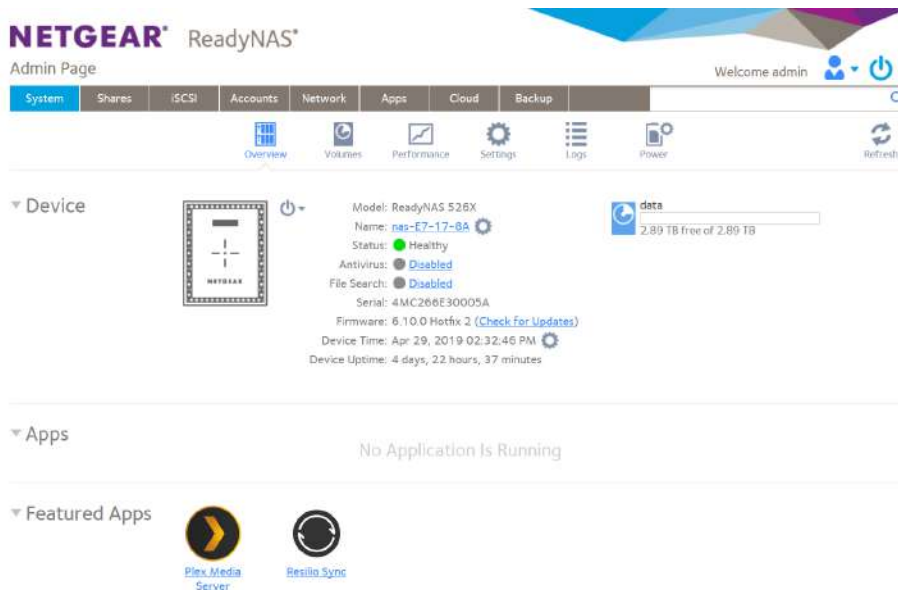 NETGEAR® ReadyNAS®
Admin Page
Welcome admin
System Shares iSCSI Accounts Network Apps Cloud Backup
Overview Volumes Performance Settings Logs Power Refresh
Device
NETGEAR
Model: ReadyNAS 526X
Name: nas-E7-17-8A
Status: Healthy
Antivirus: Disabled
File Search: Disabled
Serial: 4MC266E30005A
Firmware: 6.10.0 Hotfix 2 (Check for Updates)
Device Time: Apr 29, 2019 02:32:46 PM
Device Uptime: 4 days, 22 hours, 37 minutes
data
2.89 TB free of 2.89 TB
Apps
No Application Is Running
Featured Apps
Plex Media
Server
Resilio Sync